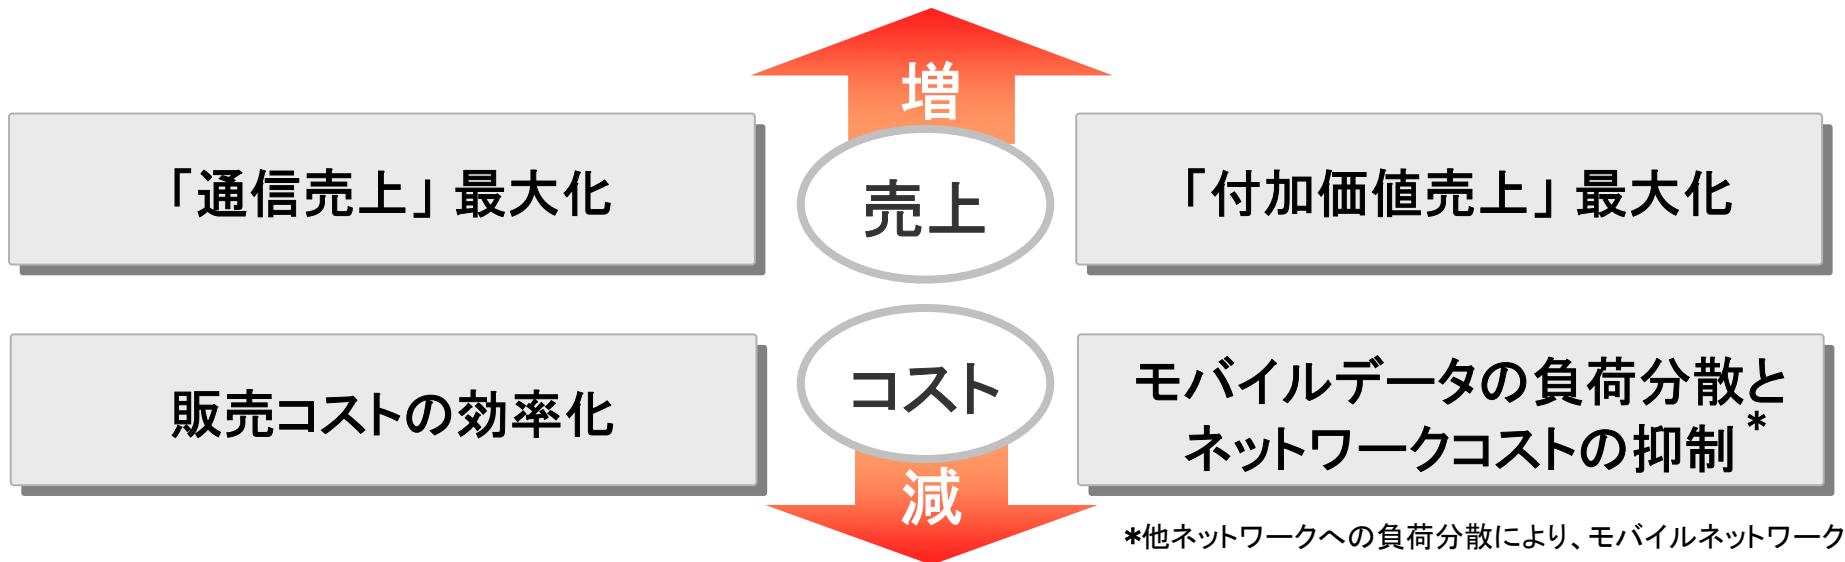 増
「通信売上」 最大化
売上
「付加価値売上」 最大化
販売コストの効率化
コスト
モバイルデータの負荷分散と
ネットワークコストの抑制*
減
*他ネットワークへの負荷分散により、モバイルネットワーク